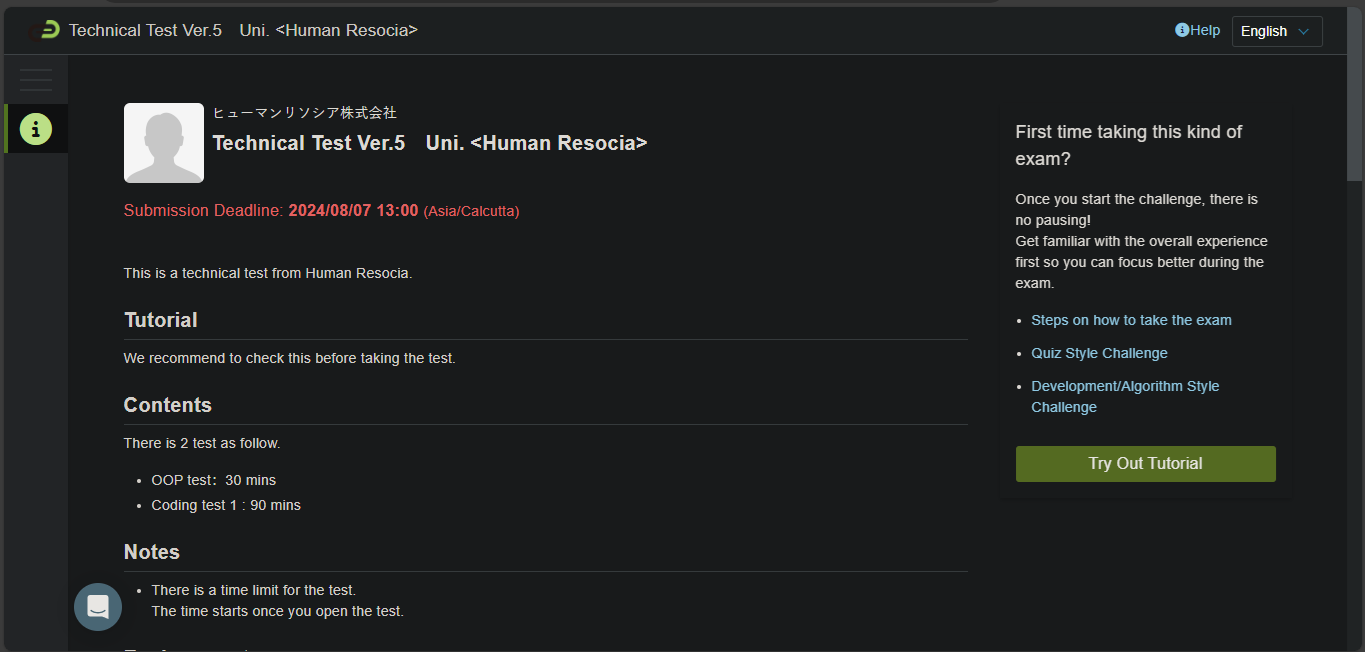 Technical Test Ver.5 Uni. <Human Resocia>
Help
English
ヒューマンリソシア株式会社
Technical Test Ver.5 Uni. <Human Resocia>
Submission Deadline: 2024/08/07 13:00 (Asia/Calcutta)
This is a technical test from Human Resocia.
Tutorial
We recommend to check this before taking the test.
Contents
There is 2 test as follow.
• OOP test：30 mins
• Coding test 1 : 90 mins
Notes
• There is a time limit for the test.
The time starts once you open the test.
First time taking this kind of
exam?
Once you start the challenge, there is
no pausing!
Get familiar with the overall experience
first so you can focus better during the
exam.
• Steps on how to take the exam
• Quiz Style Challenge
• Development/Algorithm Style
Challenge
Try Out Tutorial